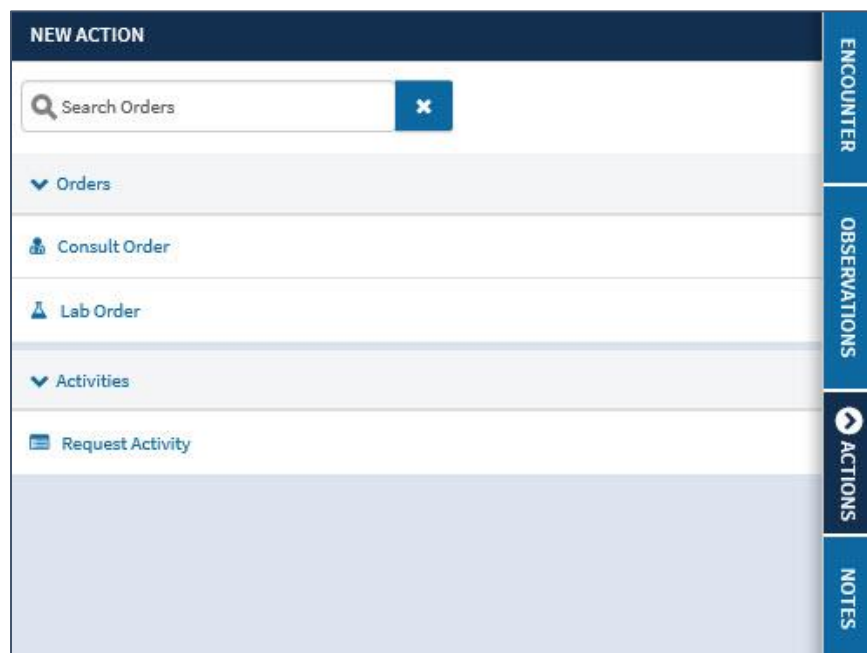 NEW ACTION
Search Orders
Orders
Consult Order
Lab Order
Activities
Request Activity
ENCOUNTER
OBSERVATIONS
ACTIONS
NOTES